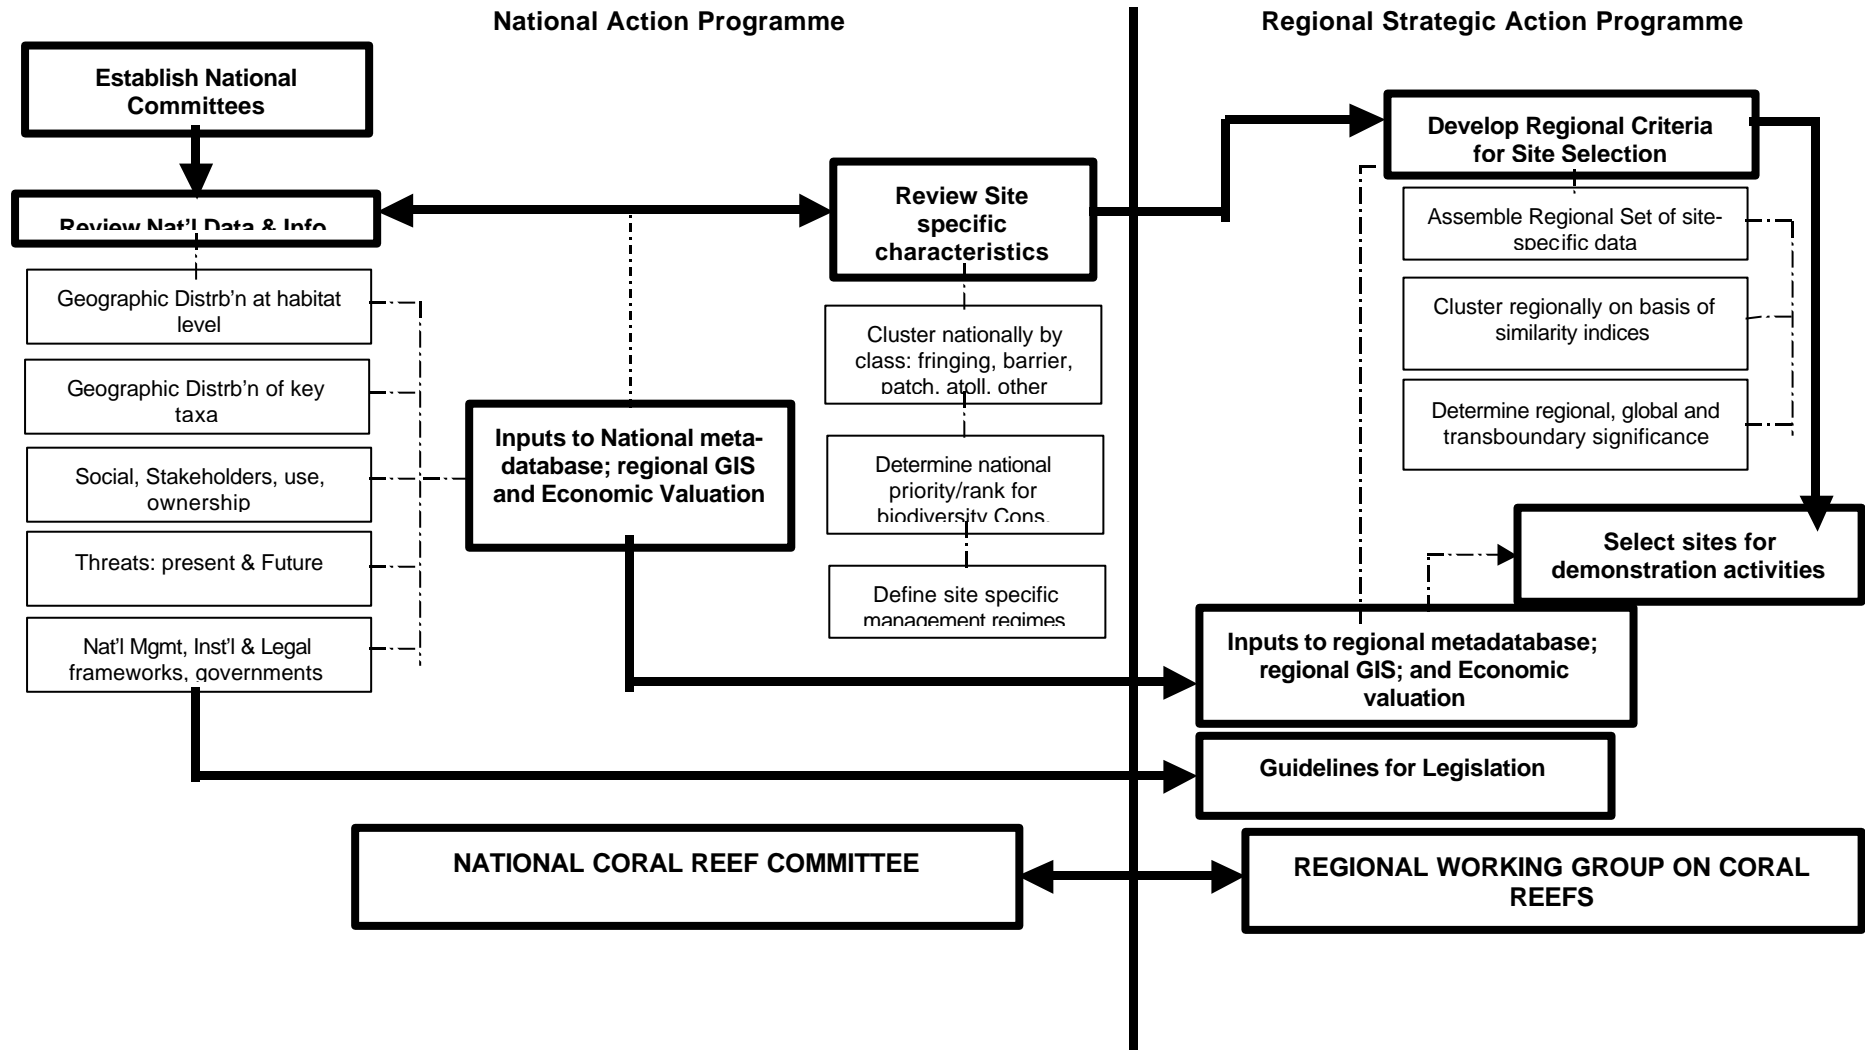 National Action Programme
Regional Strategic Action Programme
Establish National
Committees
Review Nat'l Data & Info
Geographic Distrb'n at habitat
level
Geographic Distrb'n of key
taxa
Social, Stakeholders, use,
ownership
Threats: present & Future
Nat'l Mgmt, Inst'l & Legal
frameworks, governments
Inputs to National meta-
database; regional GIS
and Economic Valuation
Review Site
specific
characteristics
Cluster nationally by
class: fringing, barrier,
patch, atoll, other
Determine national
priority/rank for
biodiversity Cons.
Define site specific
management regimes
Develop Regional Criteria
for Site Selection
Assemble Regional Set of site-
specific data
Cluster regionally on basis of
similarity indices
Determine regional, global and
transboundary significance
Select sites for
demonstration activities
Inputs to regional metadatabase;
regional GIS; and Economic
valuation
Guidelines for Legislation
NATIONAL CORAL REEF COMMITTEE
REGIONAL WORKING GROUP ON CORAL
REEFS